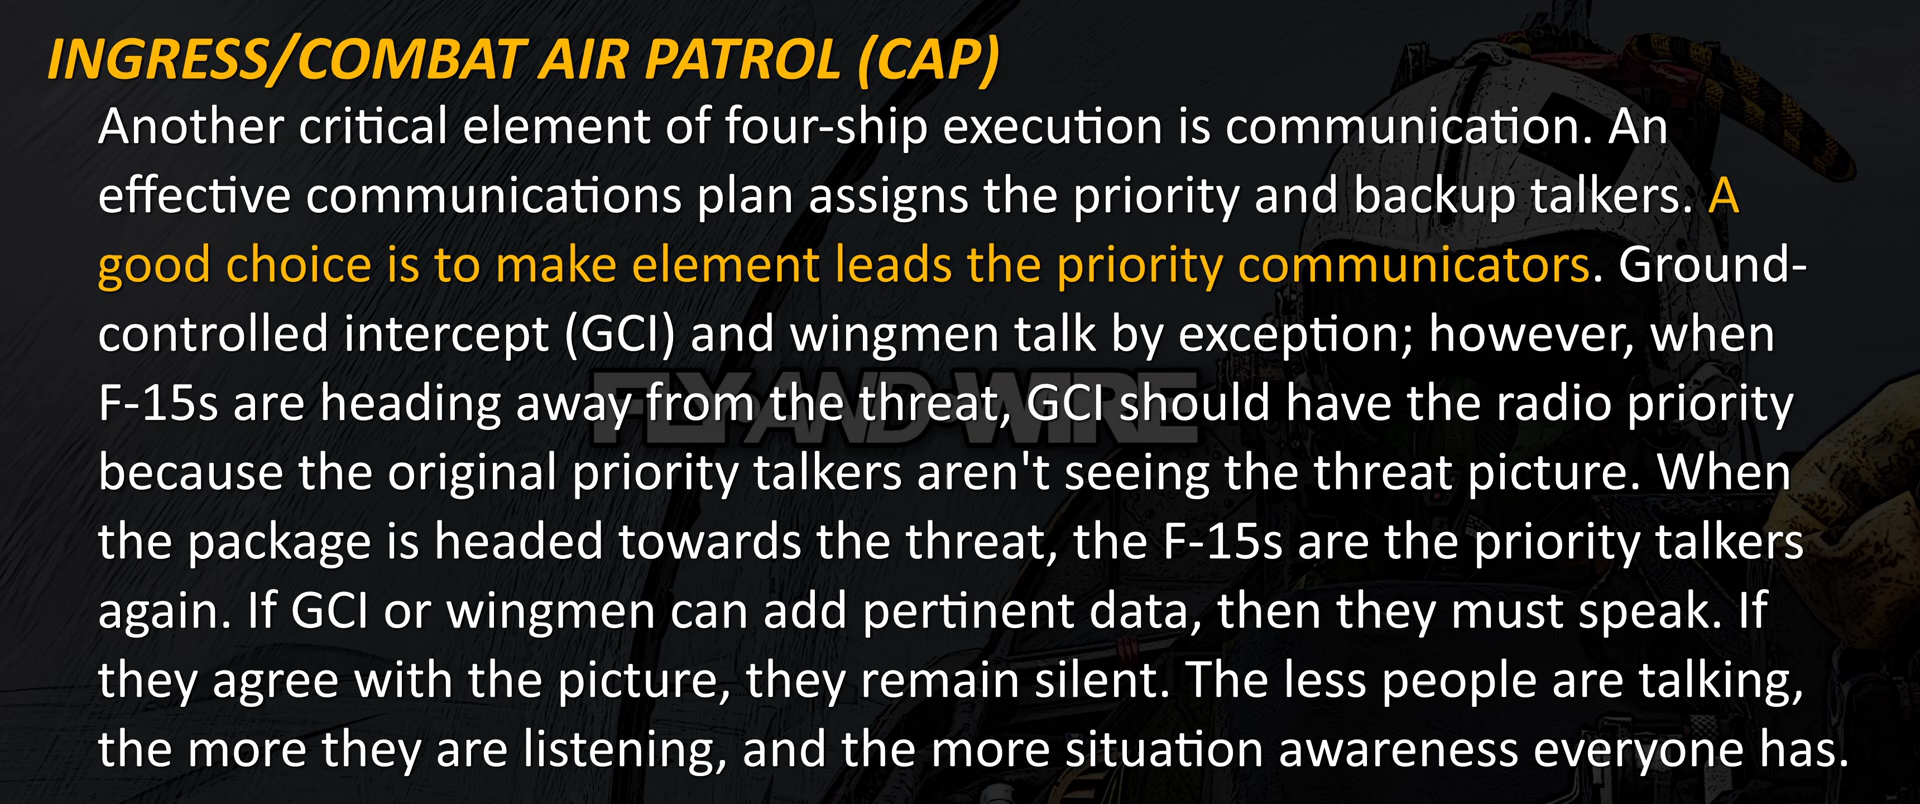 INGRESS/COMBAT AIR PATROL (CAP)
Another critical element of four-ship execution is communication. An
effective communications plan assigns the priority and backup talkers. A
good choice is to make element leads the priority communicators. Ground-
controlled intercept (GCI) and wingmen talk by exception; however, when
F-15s are heading away from the threat, GCI should have the radio priority
because the original priority talkers aren't seeing the threat picture. When
the package is headed towards the threat, the F-15s are the priority talkers
again. If GCI or wingmen can add pertinent data, then they must speak. If
they agree with the picture, they remain silent. The less people are talking,
the more they are listening, and the more situation awareness everyone has.
FLY-AND-WIRE